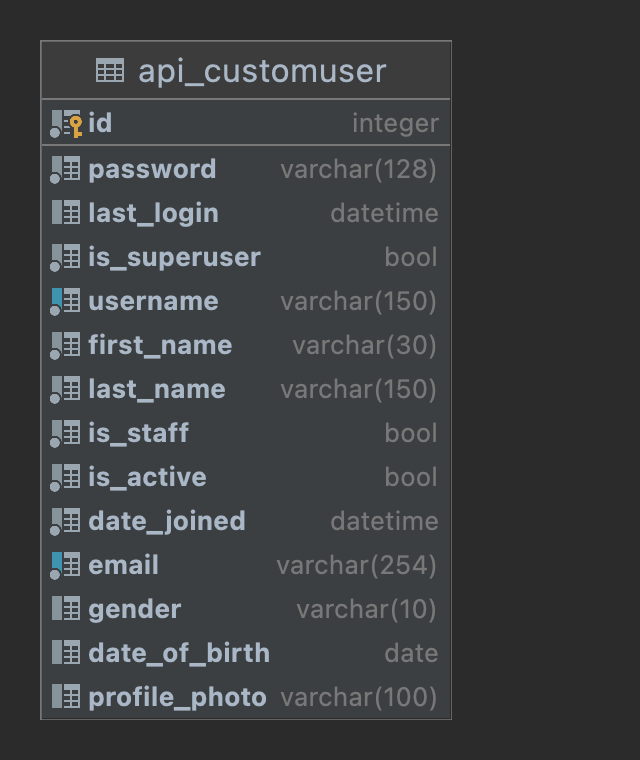 api_customuser
id integer
password varchar(128)
last_login datetime
is_superuser bool
username varchar(150)
first_name varchar(30)
last_name varchar(150)
is_staff bool
is_active bool
date_joined datetime
email varchar(254)
gender varchar(10)
date_of_birth date
profile_photo varchar(100)